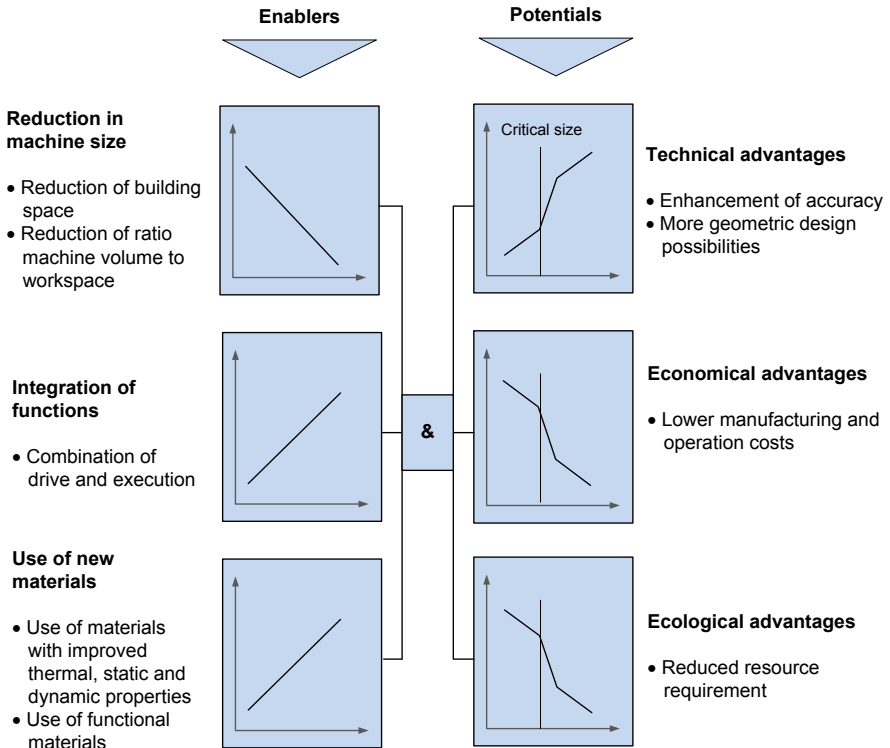 Enablers
Potentials
Reduction in
machine size
• Reduction of building
space
• Reduction of ratio
machine volume to
workspace
Integration of
functions
• Combination of
drive and execution
Use of new
materials
• Use of materials
with improved
thermal, static and
dynamic properties
• Use of functional
materials
&
Critical size
Technical advantages
• Enhancement of accuracy
• More geometric design
possibilities
Economical advantages
• Lower manufacturing and
operation costs
Ecological advantages
• Reduced resource
requirement